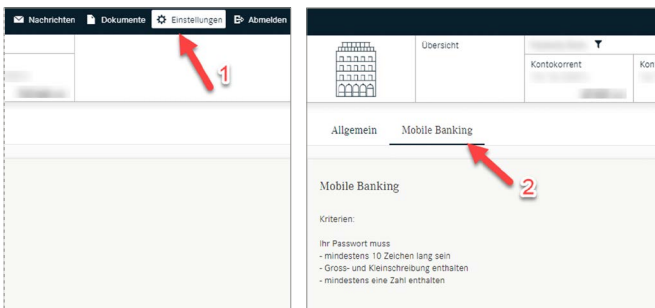 Nachrichten Dokumente Einstellungen Abmelden
1
Übersicht
Kontokorrent
Allgemein Mobile Banking
2
Mobile Banking
Kriterien:
Ihr Passwort muss
- mindestens 10 Zeichen lang sein
- Gross- und Kleinschreibung enthalten
- mindestens eine Zahl enthalten